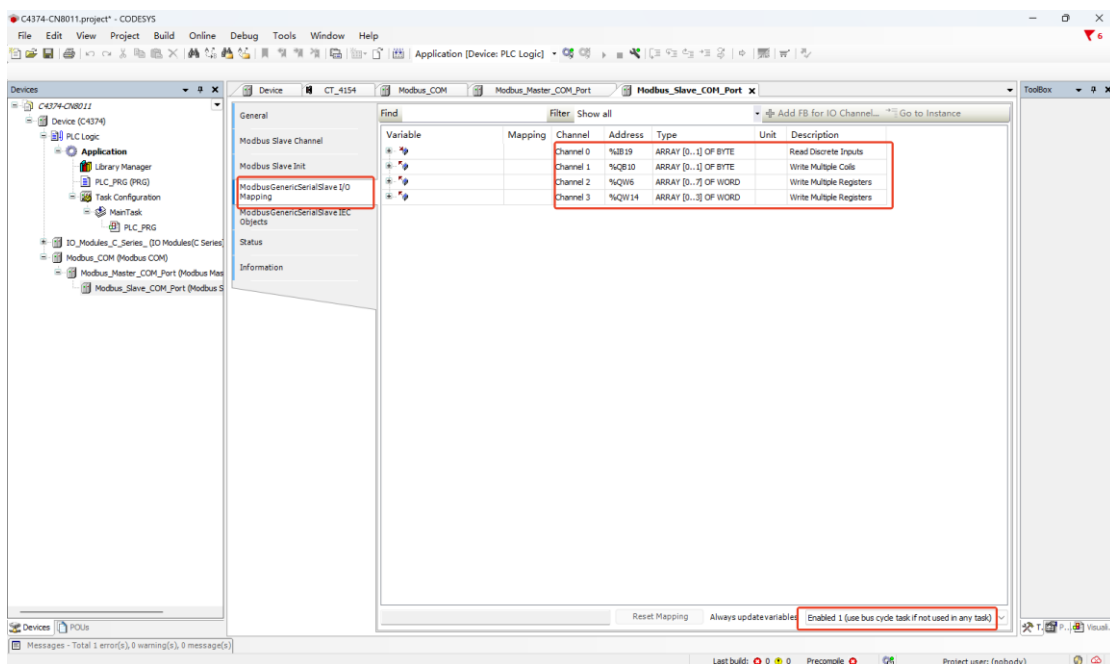 C4374-CN8011.project* - CODESYS
File Edit View Project Build Online Debug Tools Window Help
6
Application [Device: PLC Logic]
Devices
C4374-CN8011
Device (C4374)
PLC Logic
Application
Library Manager
PLC_PRG (PRG)
Task Configuration
MainTask
PLC_PRG
IO_Modules_C_Series_ (IO Modules(C Series
Modbus_COM (Modbus COM)
Modbus_Master_COM_Port (Modbus Mas
Modbus_Slave_COM_Port (Modbus S
Devices POUs
Device CT_4154 Modbus_COM Modbus_Master_COM_Port Modbus_Slave_COM_Port x
General
Modbus Slave Channel
Modbus Slave Init
ModbusGenericSerialSlave I/O
Mapping
ModbusGenericSerialSlave IEC
Objects
Status
Information
Find Filter Show all Add FB for IO Channel... Go to Instance
Variable Mapping Channel Address Type Unit Description
Channel 0 %IB19 ARRAY [0..1] OF BYTE Read Discrete Inputs
Channel 1 %QB10 ARRAY [0..1] OF BYTE Write Multiple Coils
Channel 2 %QW6 ARRAY [0..7] OF WORD Write Multiple Registers
Channel 3 %QW14 ARRAY [0..3] OF WORD Write Multiple Registers
Reset Mapping Always updatevariables Enabled 1 (use bus cycle task if not used in any task)
ToolBox
T. P... Visuali.
Messages - Total 1 error(s), 0 warning(s), 0 message(s)
Last build: 0 0 Precompile Project user: (nobody)